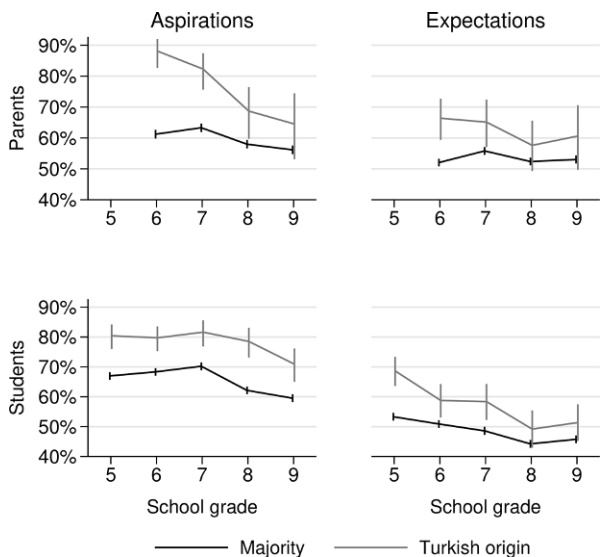 Aspirations
Expectations
Parents
90%
80%
70%
60%
50%
40%
5 6 7 8 9
5 6 7 8 9
Students
90%
80%
70%
60%
50%
40%
5 6 7 8 9
5 6 7 8 9
School grade
School grade
Majority
Turkish origin